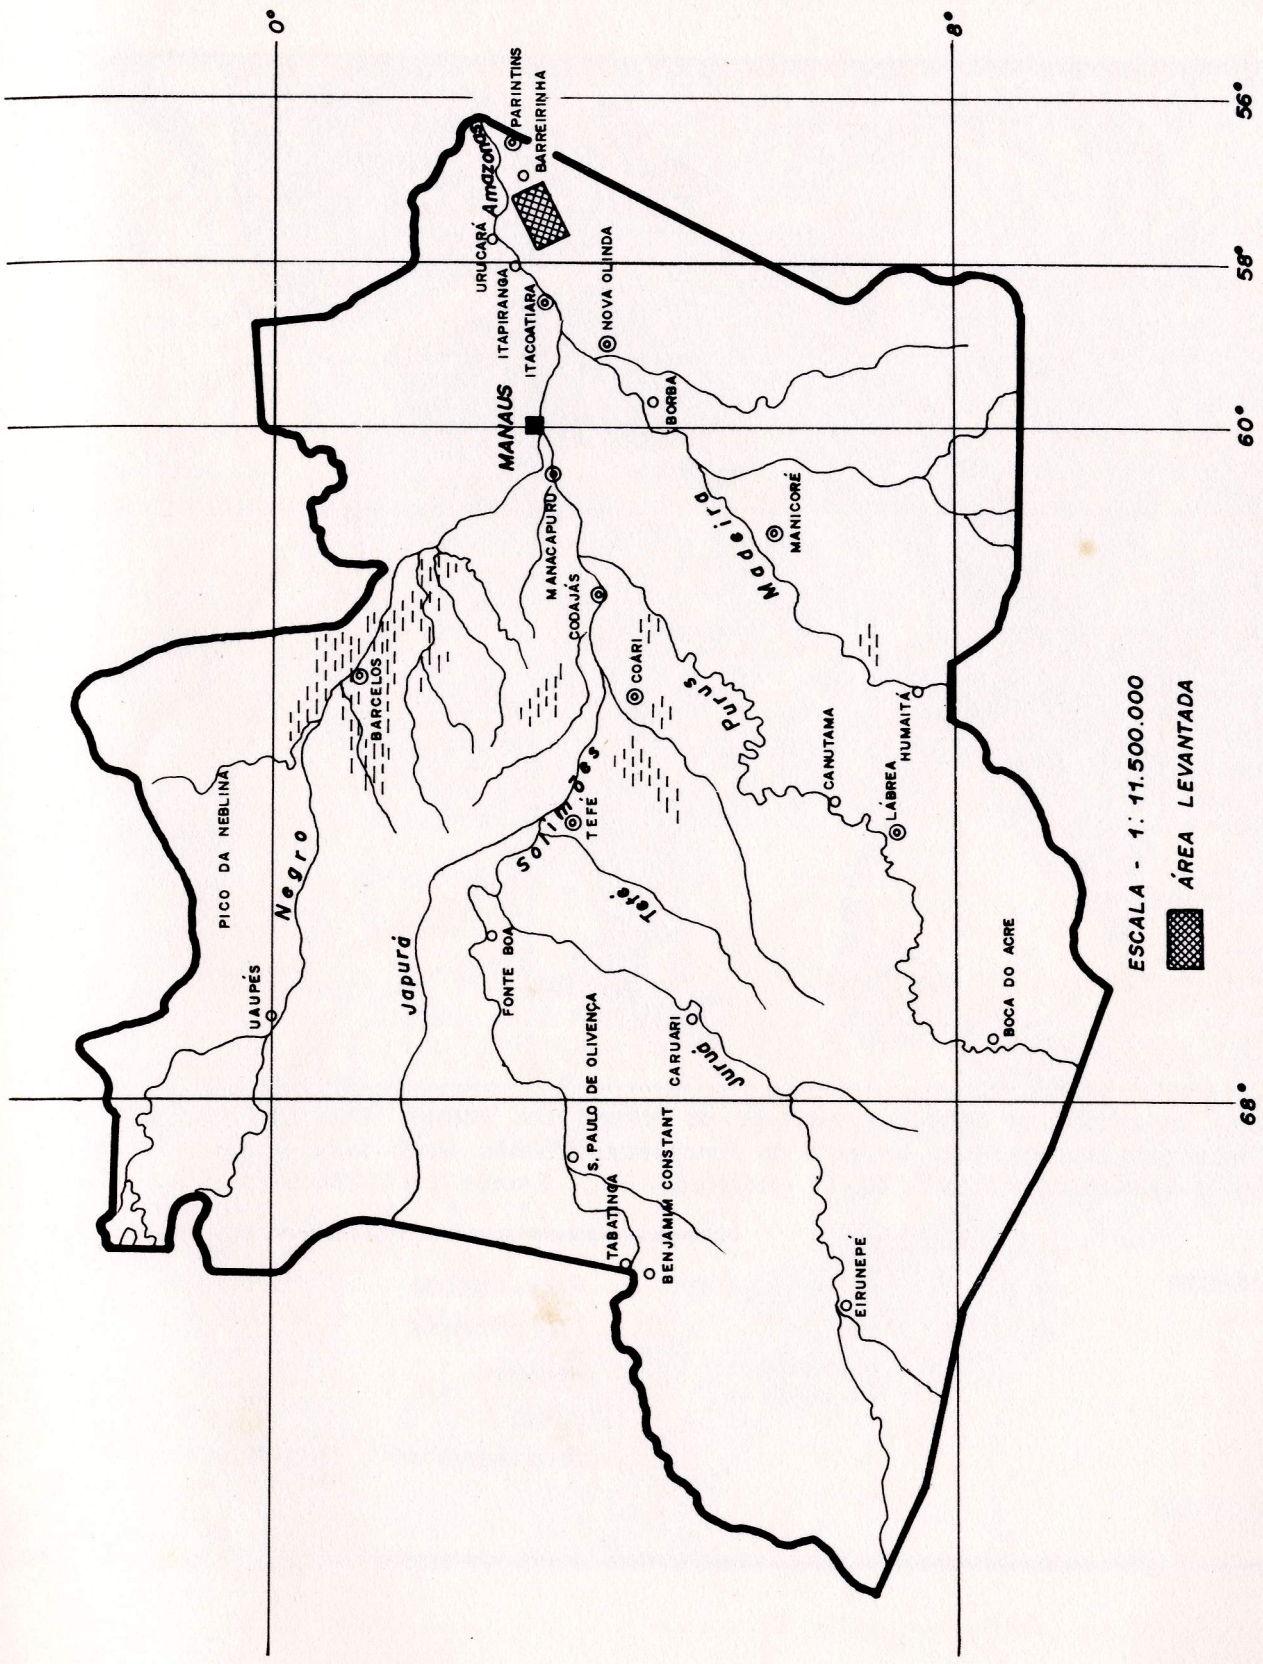 0°
8°
56°
58°
60°
68°
PICO DA NEBLINA
UAUPÉS
Negro
BARCELOS
Japurá
FONTE BOA
Solimões
TEFÉ
Tefé
S. PAULO DE OLIVENÇA
TABATINGA
BENJAMIM CONSTANT
CARUARI
Juruá
EIRUNEPÉ
MANAUS
MANACAPURU
CODAJÁS
COARI
Purus
CANUTAMA
LÁBREA
HUMAITÁ
BOCA DO ACRE
Madeira
MANICORÉ
BORBA
NOVA OLINDA
ITACOATIARA
ITAPIRANGA
URUCARÁ
Amazonas
PARINTINS
BARREIRINHA
ESCALA - 1: 11.500.000
ÁREA LEVANTADA